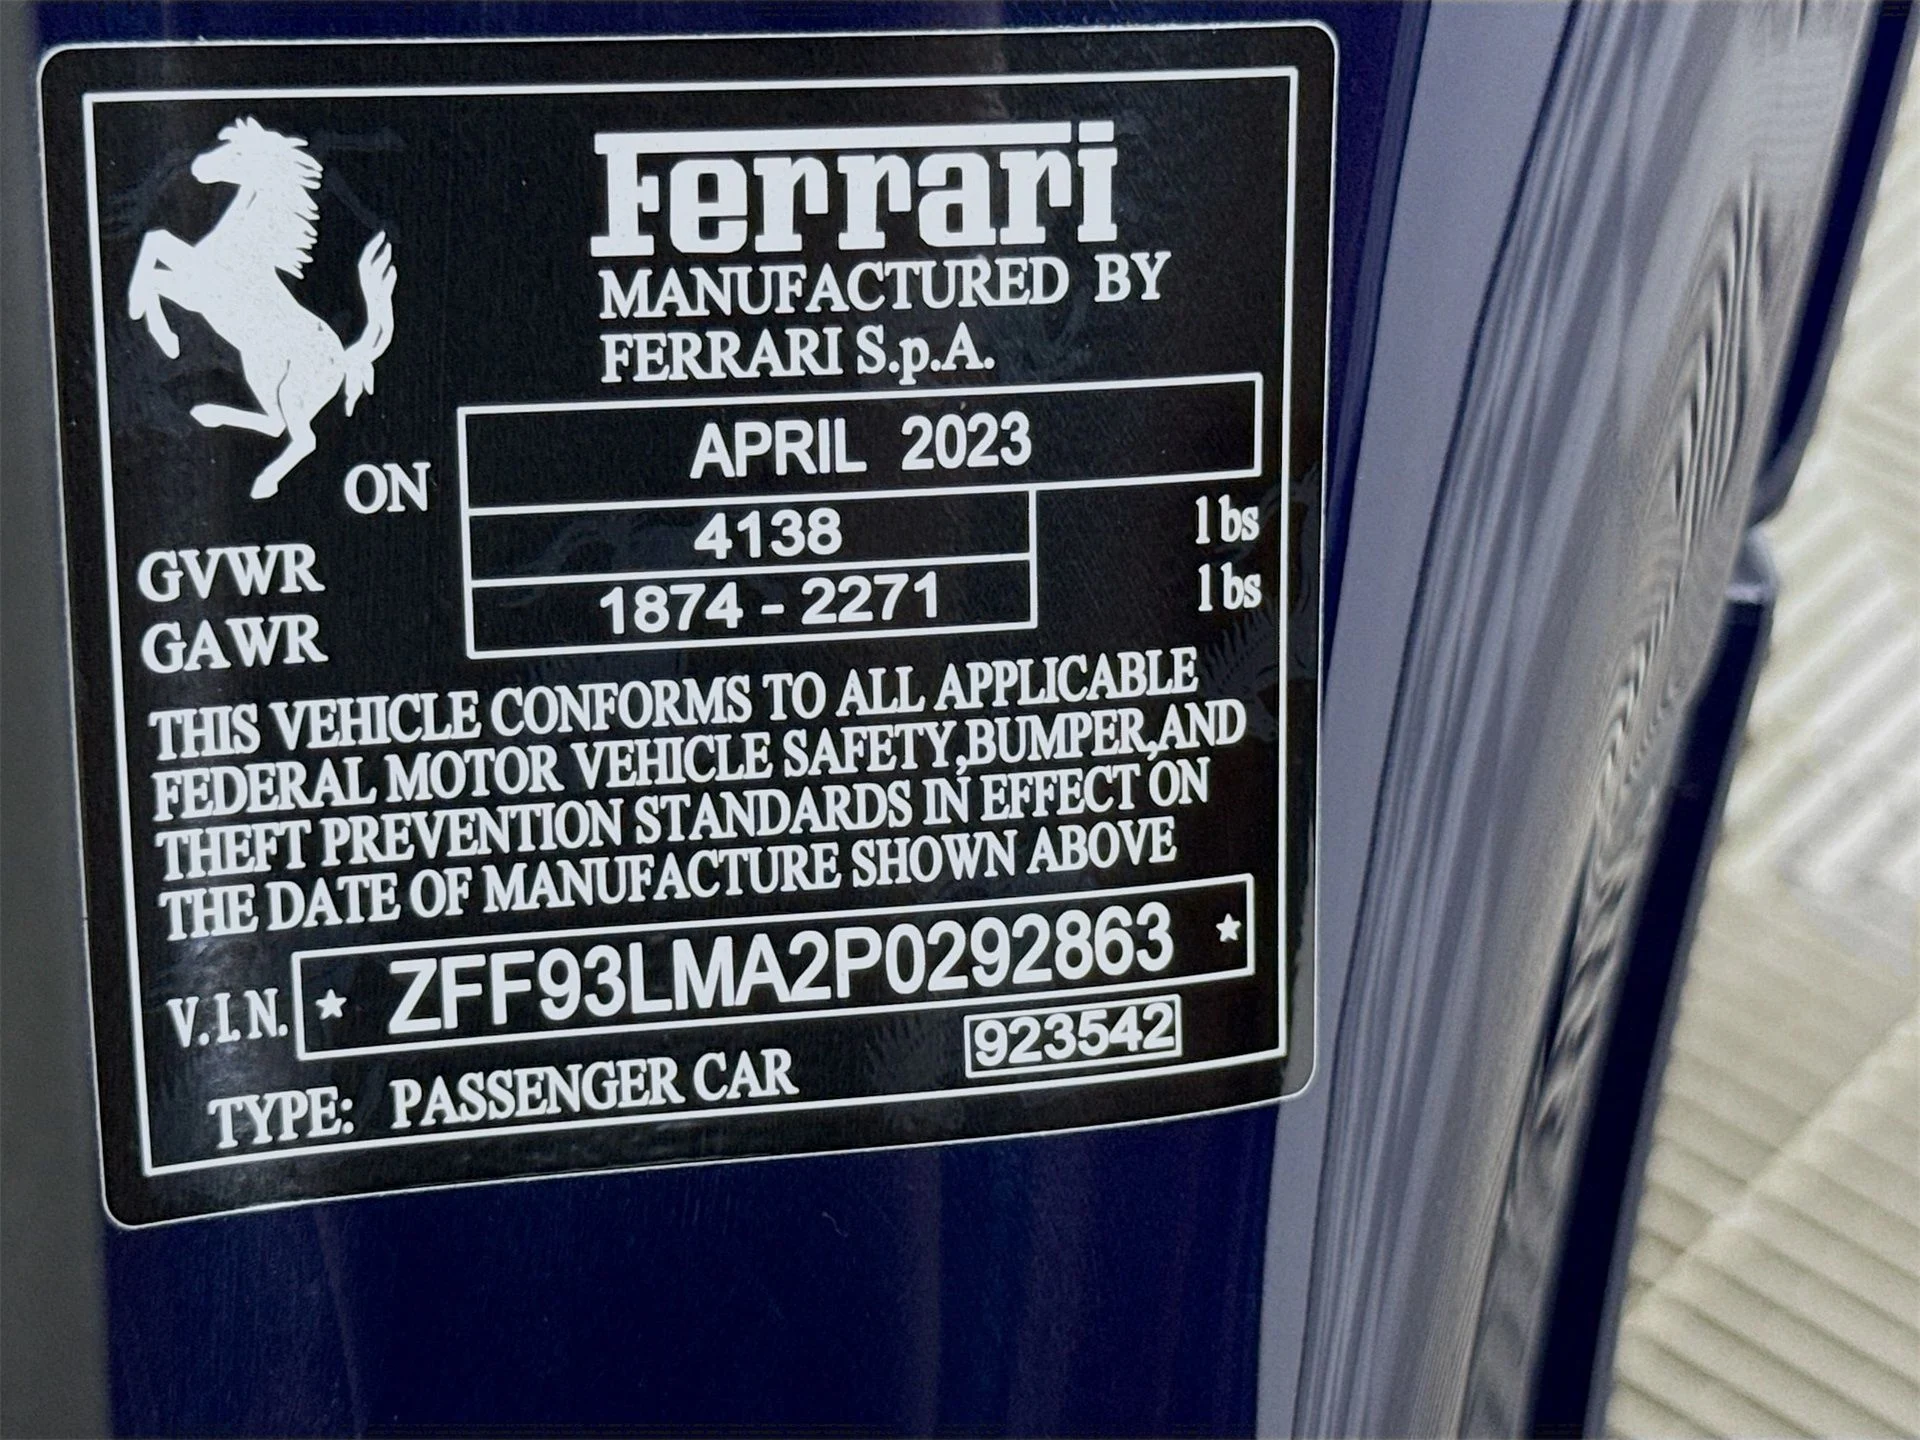 Ferrari
MANUFACTURED BY
FERRARI S.p.A.
ON APRIL 2023
GVWR 4138 lbs
GAWR 1874 - 2271 lbs
THIS VEHICLE CONFORMS TO ALL APPLICABLE
FEDERAL MOTOR VEHICLE SAFETY,BUMPER,AND
THEFT PREVENTION STANDARDS IN EFFECT ON
THE DATE OF MANUFACTURE SHOWN ABOVE
V.I.N. ★ ZFF93LMA2P0292863 ★
923542
TYPE: PASSENGER CAR